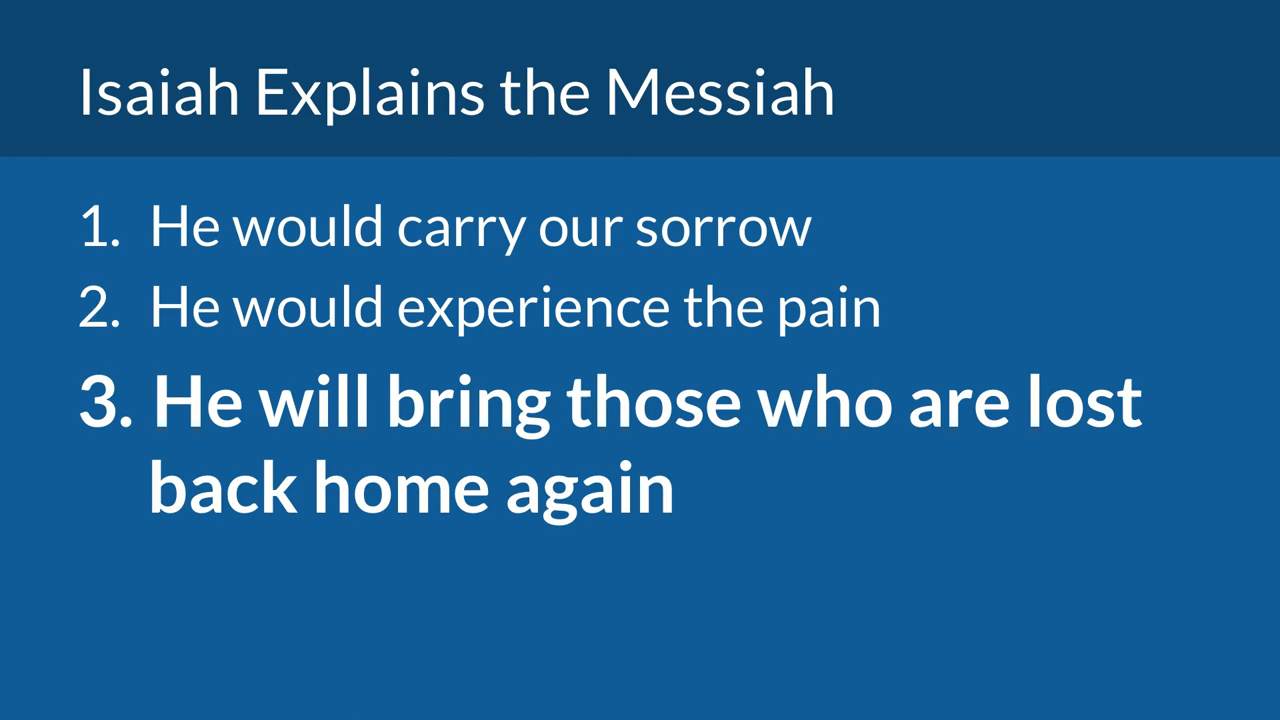 Isaiah Explains the Messiah
1. He would carry our sorrow
2. He would experience the pain
3. He will bring those who are lost
back home again